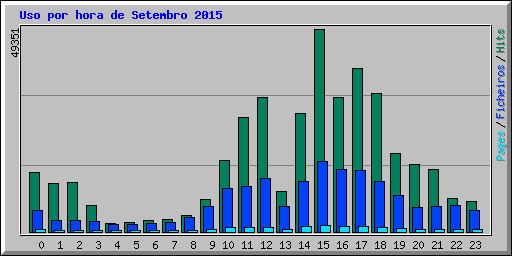 Uso por hora de Setembro 2015
49351
Pages/Ficheiros/Hits
0 1 2 3 4 5 6 7 8 9 10 11 12 13 14 15 16 17 18 19 20 21 22 23